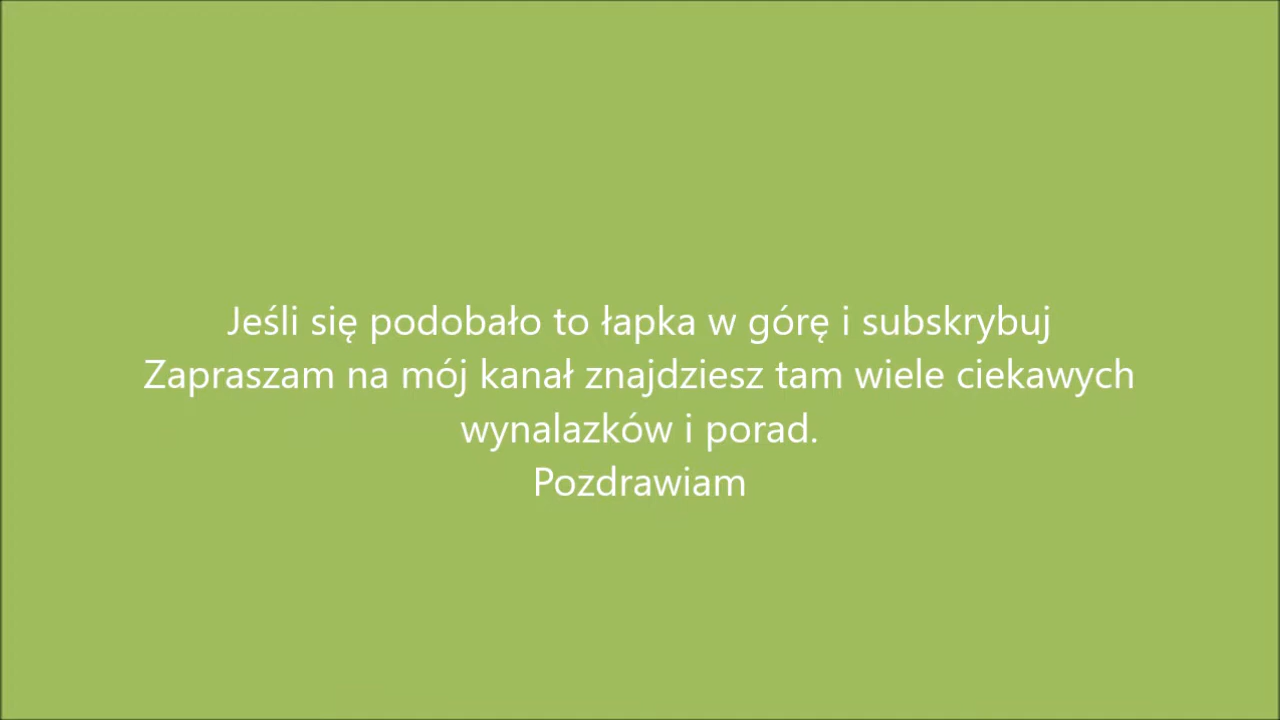 Jeśli się podobało to łapka w górę i subskrybuj
Zapraszam na mój kanał znajdziesz tam wiele ciekawych
wynalazków i porad.
Pozdrawiam